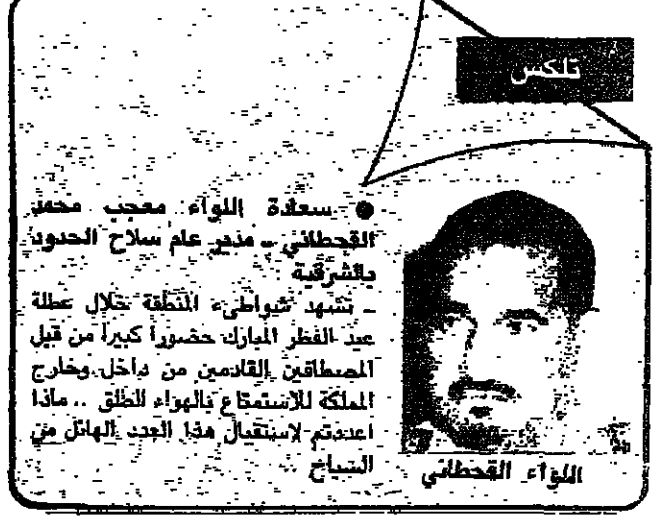 تلكس
● سعادة اللواء معجب محمد
القحطاني ـ مدير عام سلاح الحدود
بالشرقية
ـ تشهد شواطىء المنطقة خلال عطلة
عيد الفطر المبارك حضوراً كبيراً من قبل
المصطافين القادمين من داخل وخارج
المملكة للاستمتاع بالهواء الطلق .. ماذا
اعددتم لاستقبال هذا العدد الهائل من
السياح
اللواء القحطاني